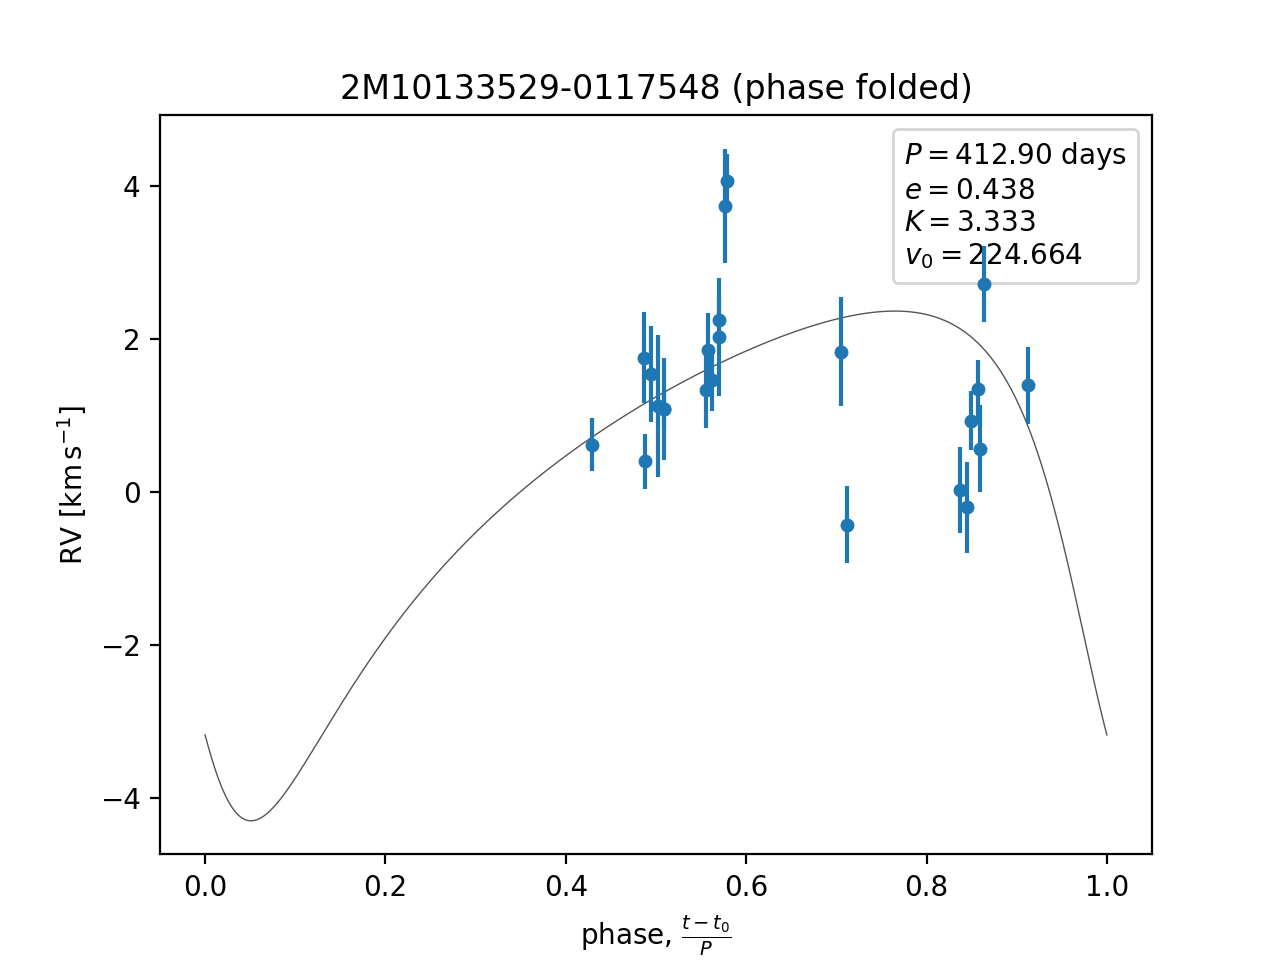 2M10133529-0117548 (phase folded)
P = 412.90 days
e = 0.438
K = 3.333
v₀ = 224.664
4
2
0
−2
−4
RV [km s⁻¹]
0.0 0.2 0.4 0.6 0.8 1.0
phase, (t − t₀)/P